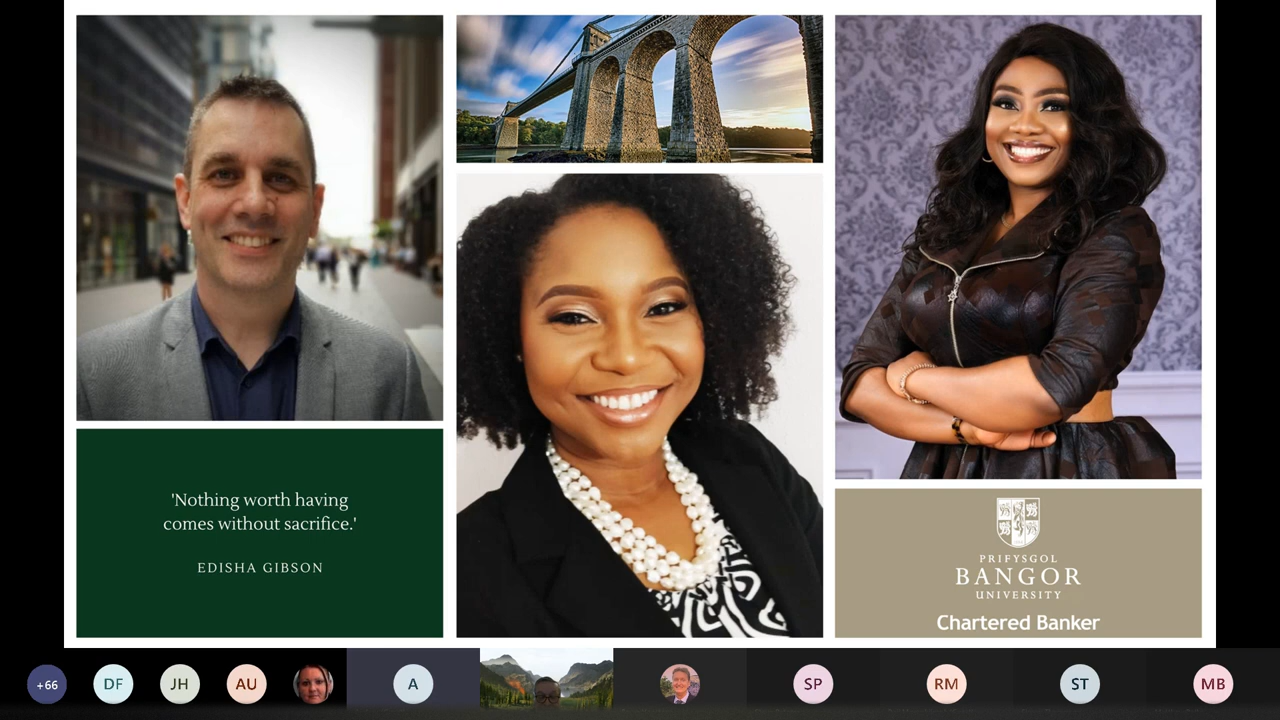 'Nothing worth having
comes without sacrifice.'
EDISHA GIBSON
PRIFYSGOL
BANGOR
UNIVERSITY
Chartered Banker
+66
DF
JH
AU
A
SP
RM
ST
MB